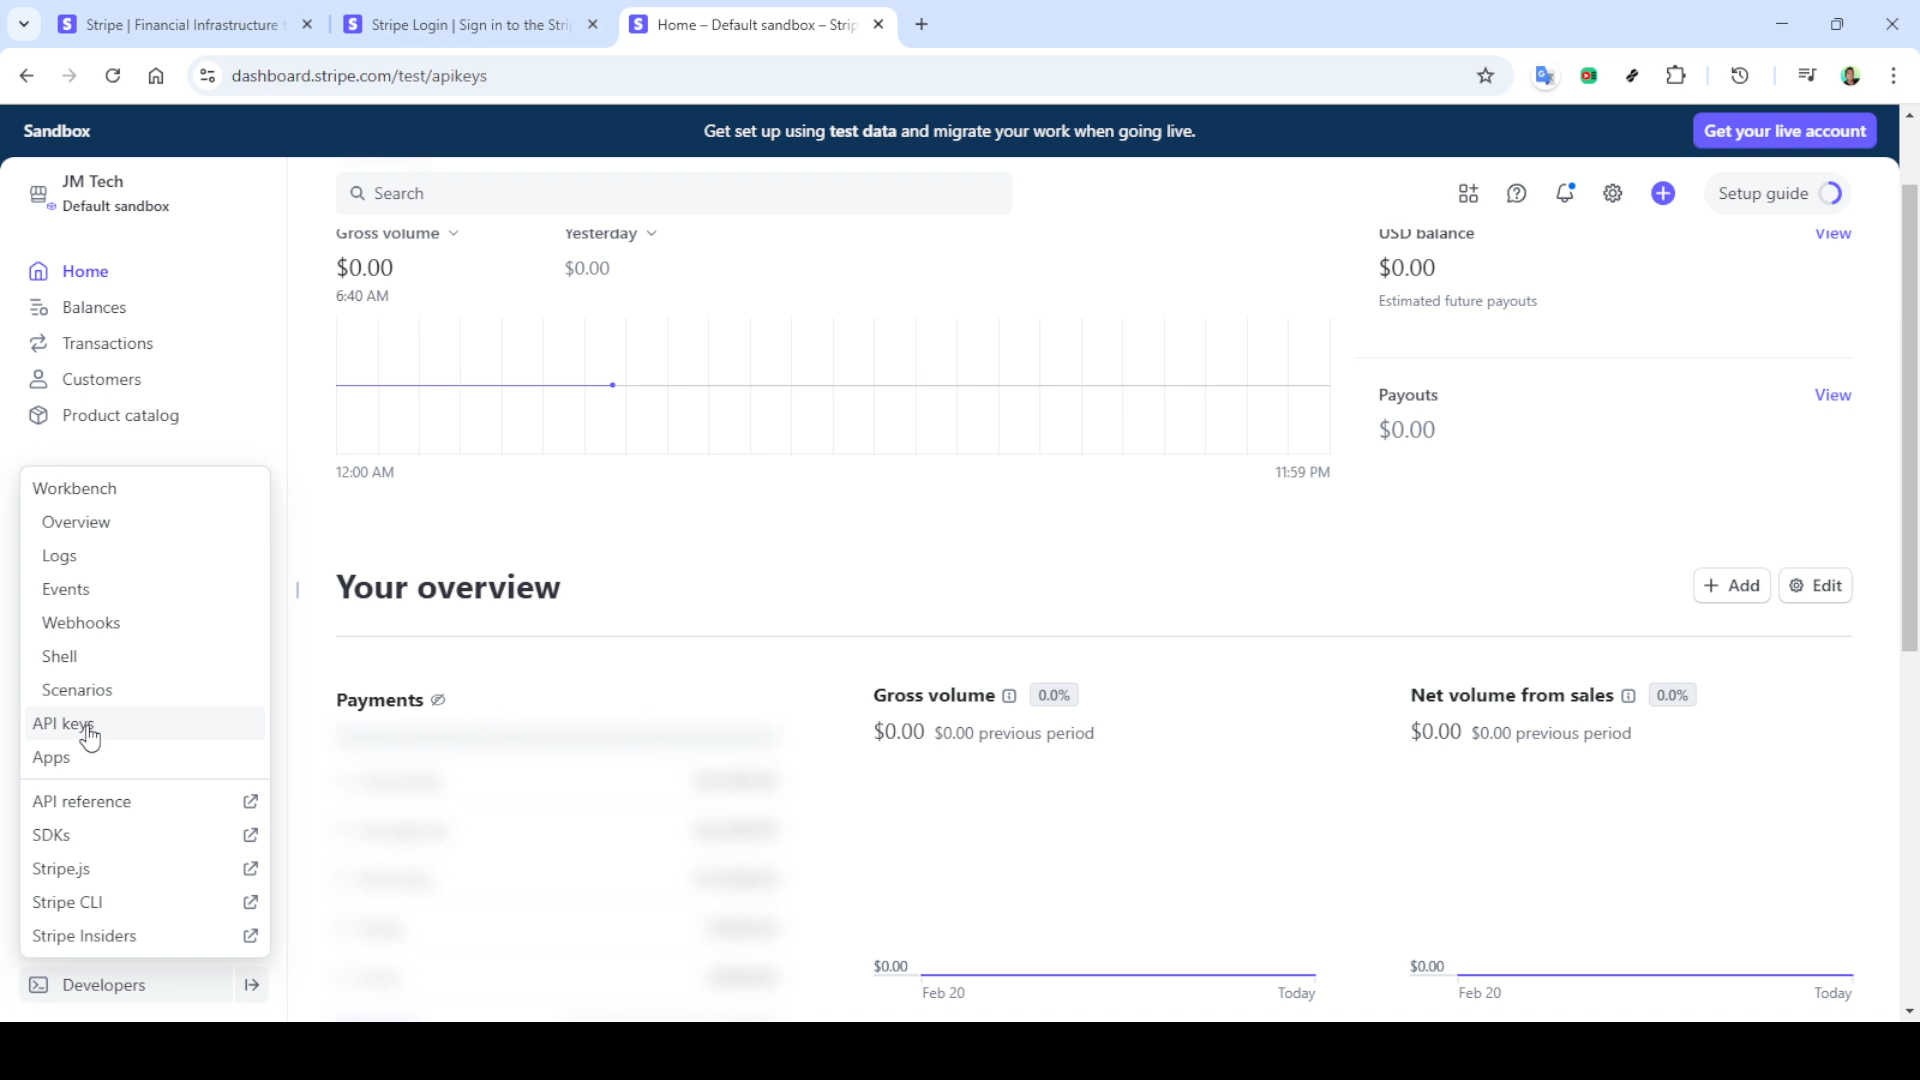 Stripe | Financial Infrastructure t
Stripe Login | Sign in to the Stri
Home – Default sandbox – Strip
dashboard.stripe.com/test/apikeys
Sandbox
Get set up using test data and migrate your work when going live.
Get your live account
JM Tech
Default sandbox
Search
Setup guide
Home
Balances
Transactions
Customers
Product catalog
Gross volume
Yesterday
$0.00
$0.00
6:40 AM
12:00 AM
11:59 PM
USD balance
View
$0.00
Estimated future payouts
Payouts
View
$0.00
Workbench
Overview
Logs
Events
Webhooks
Shell
Scenarios
API keys
Apps
API reference
SDKs
Stripe.js
Stripe CLI
Stripe Insiders
Developers
Your overview
Add
Edit
Payments
Gross volume 0.0%
$0.00 $0.00 previous period
$0.00
Feb 20
Today
Net volume from sales 0.0%
$0.00 $0.00 previous period
$0.00
Feb 20
Today